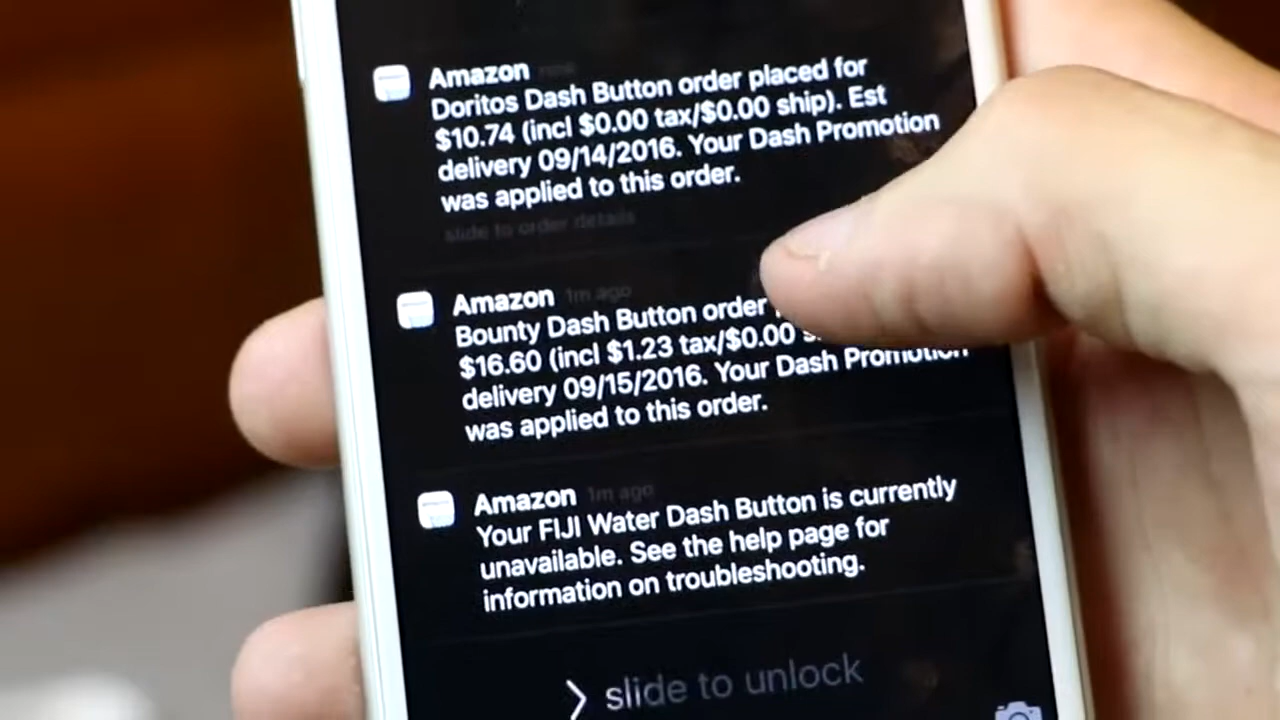 Amazon now
Doritos Dash Button order placed for
$10.74 (incl $0.00 tax/$0.00 ship). Est
delivery 09/14/2016. Your Dash Promotion
was applied to this order.
slide to order details
Amazon 1m ago
Bounty Dash Button order
$16.60 (incl $1.23 tax/$0.00
delivery 09/15/2016. Your Dash Promotion
was applied to this order.
Amazon 1m ago
Your FIJI Water Dash Button is currently
unavailable. See the help page for
information on troubleshooting.
slide to unlock